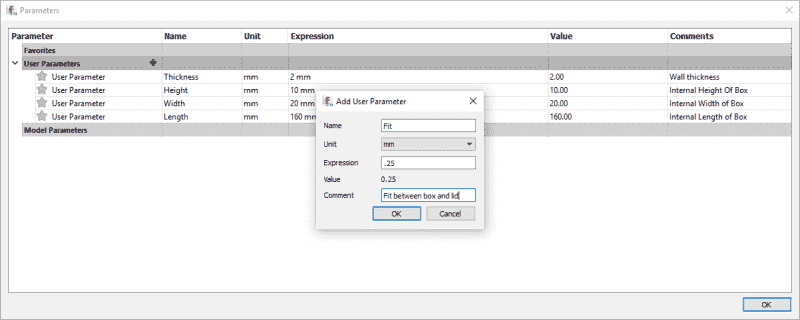 Parameters
Parameter Name Unit Expression Value Comments
Favorites
User Parameters
User Parameter Thickness mm 2 mm 2.00 Wall thickness
User Parameter Height mm 10 mm 10.00 Internal Height Of Box
User Parameter Width mm 20 mm 20.00 Internal Width of Box
User Parameter Length mm 160 mm 160.00 Internal Length of Box
Model Parameters
Add User Parameter
Name Fit
Unit mm
Expression .25
Value 0.25
Comment Fit between box and lid
OK Cancel
OK